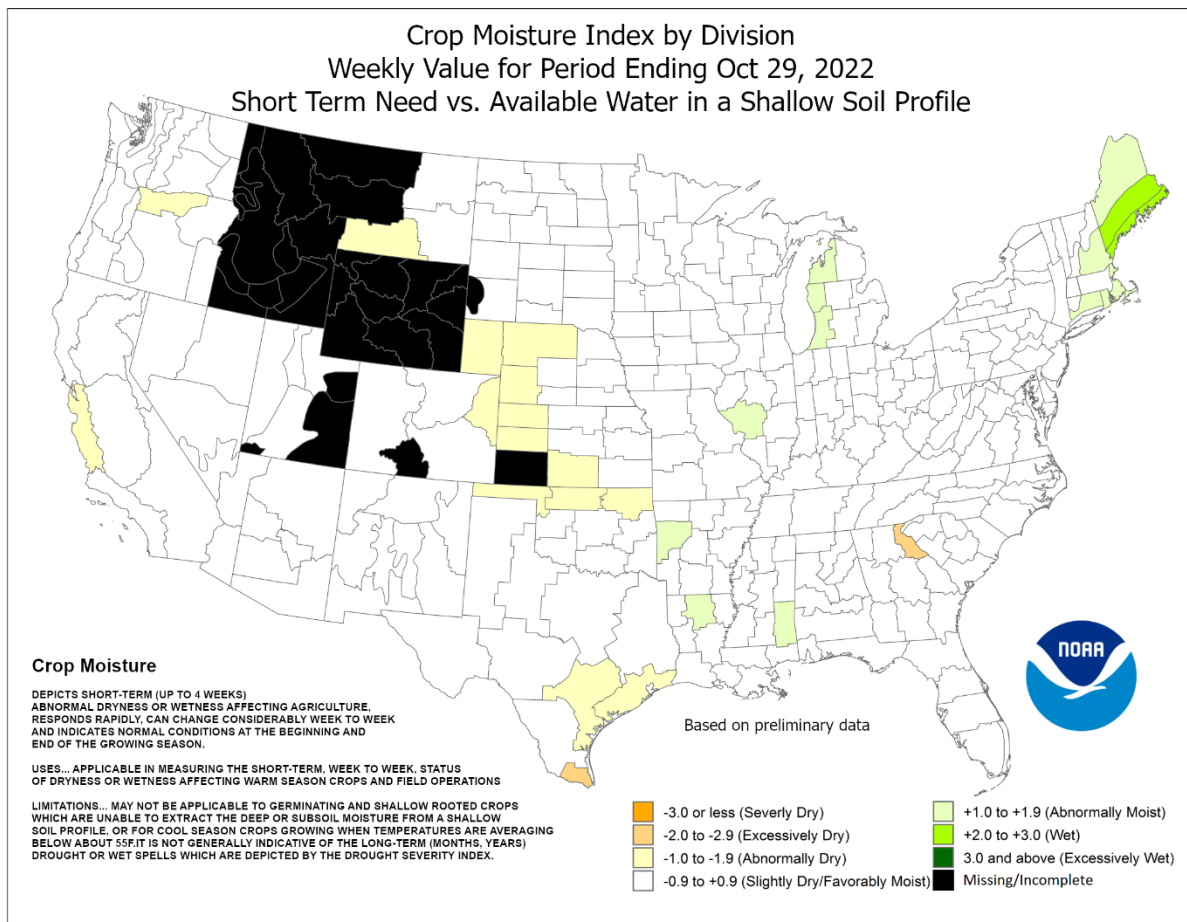 Crop Moisture Index by Division
Weekly Value for Period Ending Oct 29, 2022
Short Term Need vs. Available Water in a Shallow Soil Profile
NOAA
Crop Moisture
DEPICTS SHORT-TERM (UP TO 4 WEEKS)
ABNORMAL DRYNESS OR WETNESS AFFECTING AGRICULTURE,
RESPONDS RAPIDLY, CAN CHANGE CONSIDERABLY WEEK TO WEEK
AND INDICATES NORMAL CONDITIONS AT THE BEGINNING AND
END OF THE GROWING SEASON.
USES... APPLICABLE IN MEASURING THE SHORT-TERM, WEEK TO WEEK, STATUS
OF DRYNESS OR WETNESS AFFECTING WARM SEASON CROPS AND FIELD OPERATIONS
LIMITATIONS... MAY NOT BE APPLICABLE TO GERMINATING AND SHALLOW ROOTED CROPS
WHICH ARE UNABLE TO EXTRACT THE DEEP OR SUBSOIL MOISTURE FROM A SHALLOW
SOIL PROFILE, OR FOR COOL SEASON CROPS GROWING WHEN TEMPERATURES ARE AVERAGING
BELOW ABOUT 55F.IT IS NOT GENERALLY INDICATIVE OF THE LONG-TERM (MONTHS, YEARS)
DROUGHT OR WET SPELLS WHICH ARE DEPICTED BY THE DROUGHT SEVERITY INDEX.
Based on preliminary data
-3.0 or less (Severly Dry)
-2.0 to -2.9 (Excessively Dry)
-1.0 to -1.9 (Abnormally Dry)
-0.9 to +0.9 (Slightly Dry/Favorably Moist)
+1.0 to +1.9 (Abnormally Moist)
+2.0 to +3.0 (Wet)
3.0 and above (Excessively Wet)
Missing/Incomplete